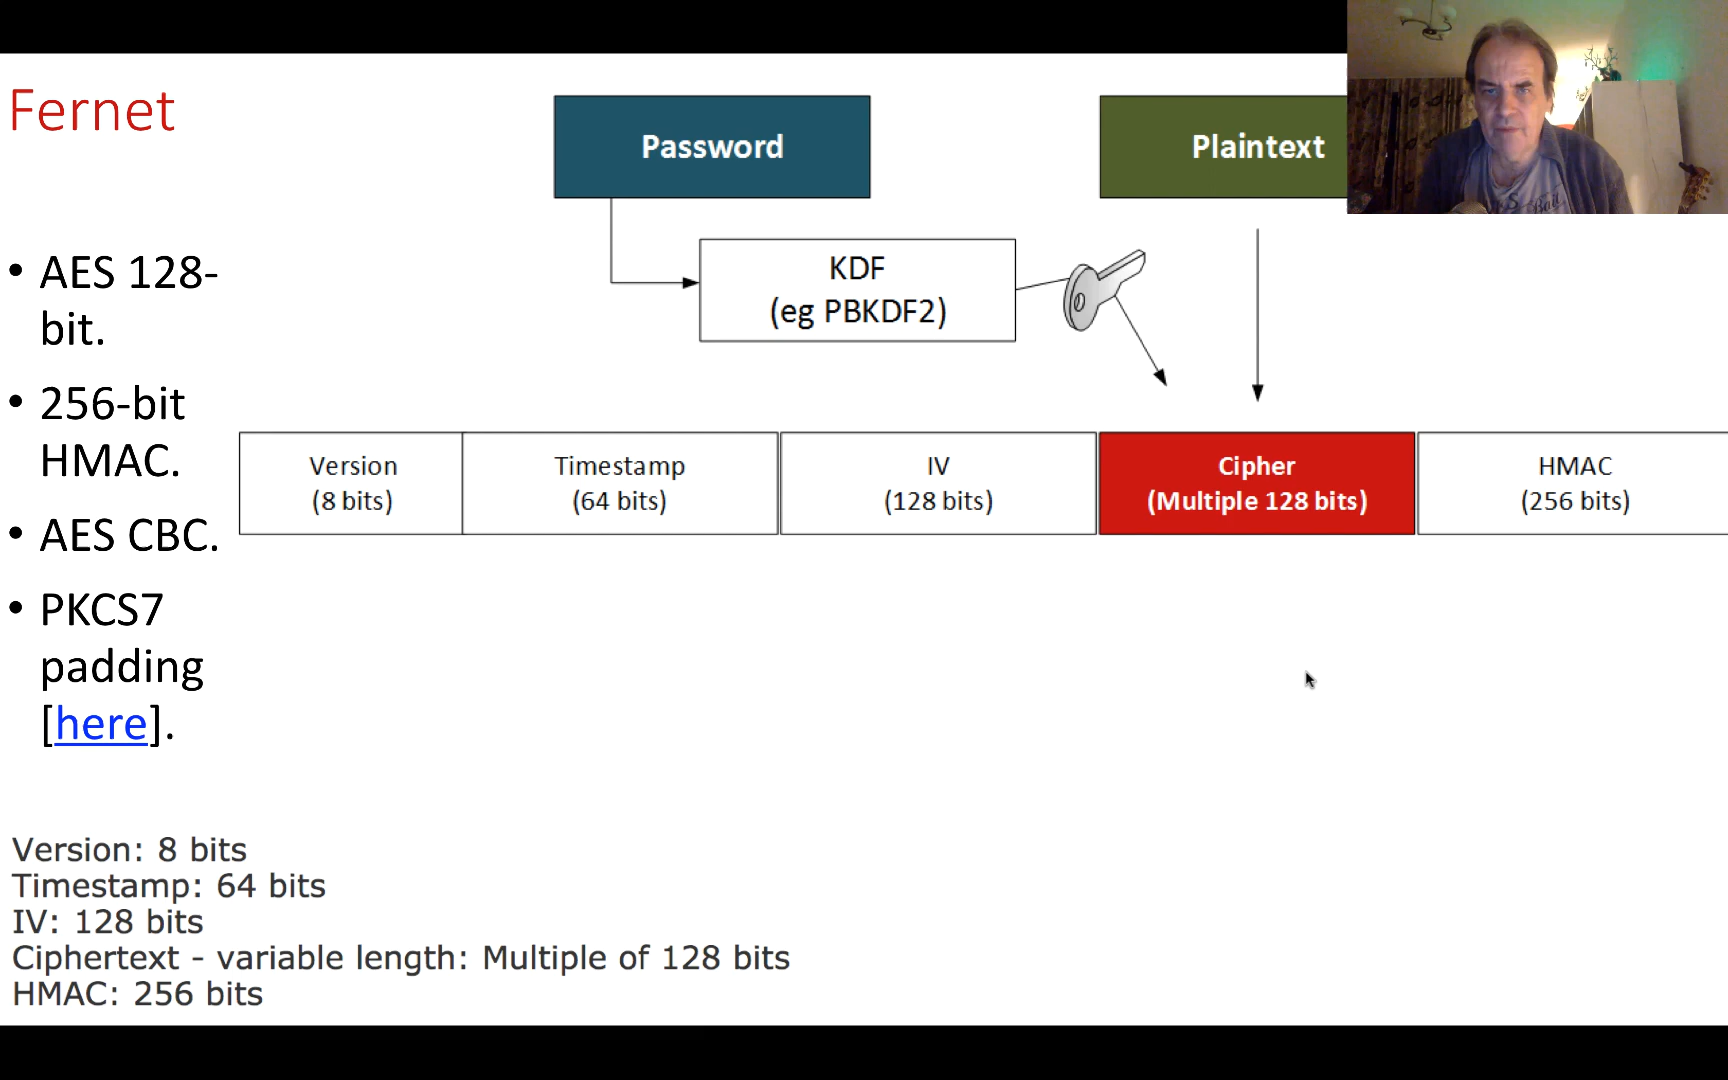 Fernet
Password
Plaintext
KDF
(eg PBKDF2)
• AES 128-
bit.
• 256-bit
HMAC.
• AES CBC.
• PKCS7
padding
[here].
Version
(8 bits)
Timestamp
(64 bits)
IV
(128 bits)
Cipher
(Multiple 128 bits)
HMAC
(256 bits)
Version: 8 bits
Timestamp: 64 bits
IV: 128 bits
Ciphertext - variable length: Multiple of 128 bits
HMAC: 256 bits